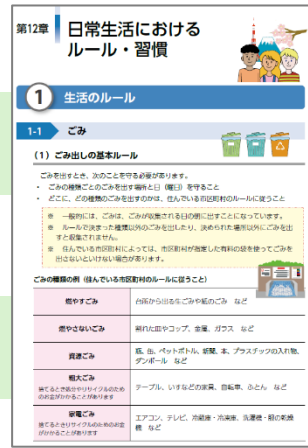 第12章
日常生活における
ルール・習慣
1 生活のルール
1-1 ごみ
（1）ごみ出しの基本ルール
ごみを出すとき、次のことを守る必要があります。
・ ごみの種類ごとのごみを出す場所と日（曜日）を守ること
・ どこに、どの種類のごみを出すのかは、住んでいる市区町村のルールに従うこと
※ 一般的には、ごみは、ごみが収集される日の朝に出すことになっています。
※ ルールで決まった種類以外のごみを出したり、決められた場所以外にごみを出
すと収集されません。
※ 住んでいる市区町村によっては、市区町村が指定した有料の袋を使ってごみを
出さないといけない場合があります。
ごみの種類の例（住んでいる市区町村のルールに従うこと）
燃やすごみ
台所から出る生ごみや紙のごみ など
燃やさないごみ
割れた皿やコップ、金属、ガラス など
資源ごみ
瓶、缶、ペットボトル、新聞、本、プラスチックの入れ物、
ダンボール など
粗大ごみ
捨てるとき処分やリサイクルのため
のお金がかかることがあります
テーブル、いすなどの家具、自転車、ふとん など
家電ごみ
捨てるときリサイクルのためのお金
がかかることがあります
エアコン、テレビ、冷蔵庫・冷凍庫、洗濯機・服の乾燥
機 など